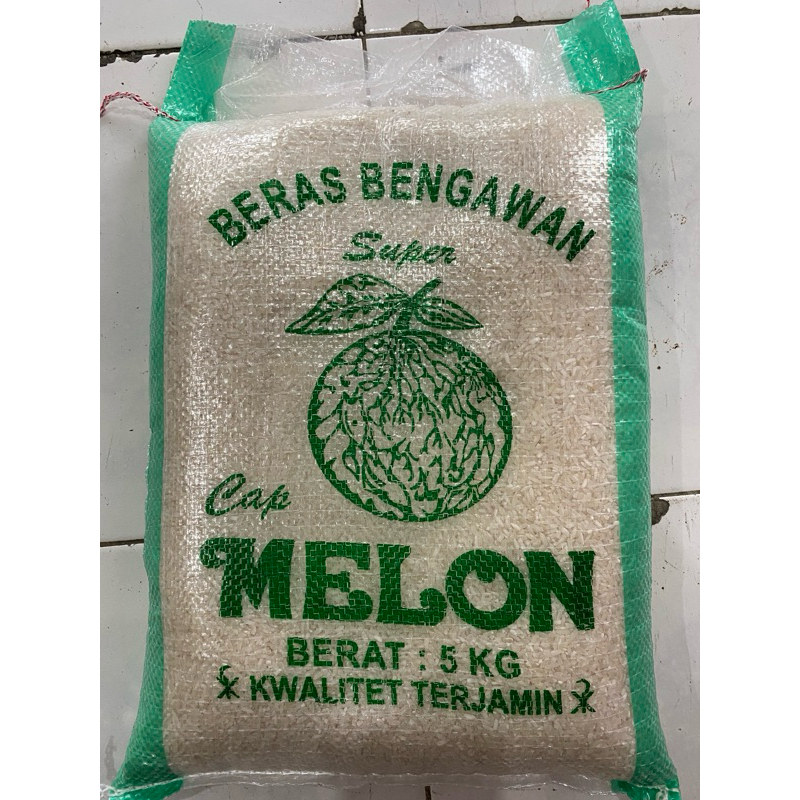 BERAS BENGAWAN
Super
Cap
MELON
BERAT : 5 KG
KWALITET TERJAMIN